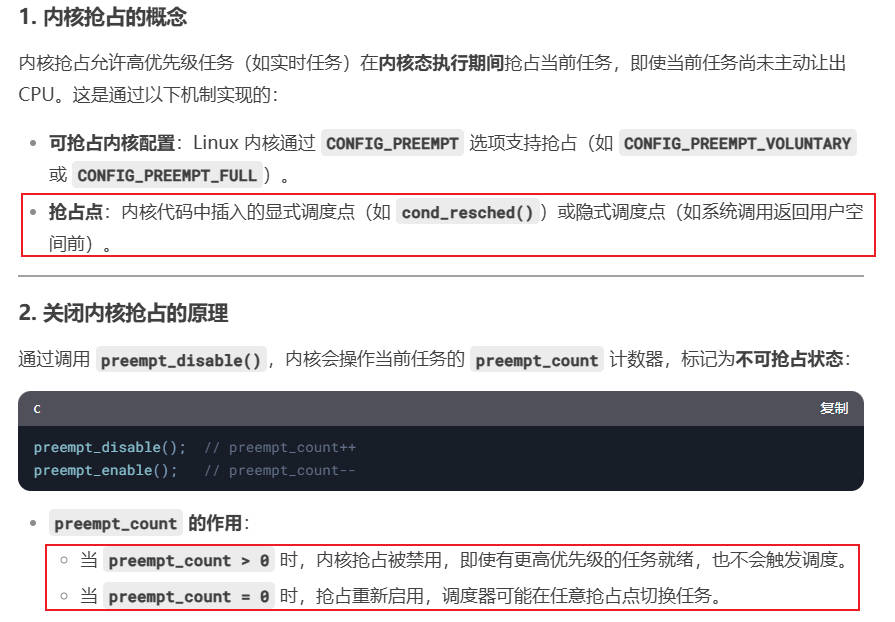 1. 内核抢占的概念
内核抢占允许高优先级任务（如实时任务）在内核态执行期间抢占当前任务，即使当前任务尚未主动让出
CPU。这是通过以下机制实现的：
• 可抢占内核配置：Linux 内核通过 CONFIG_PREEMPT 选项支持抢占（如 CONFIG_PREEMPT_VOLUNTARY
或 CONFIG_PREEMPT_FULL）。
• 抢占点：内核代码中插入的显式调度点（如 cond_resched()）或隐式调度点（如系统调用返回用户空
间前）。
2. 关闭内核抢占的原理
通过调用 preempt_disable()，内核会操作当前任务的 preempt_count 计数器，标记为不可抢占状态：
c 复制
preempt_disable(); // preempt_count++
preempt_enable(); // preempt_count--
• preempt_count 的作用：
○ 当 preempt_count > 0 时，内核抢占被禁用，即使有更高优先级的任务就绪，也不会触发调度。
○ 当 preempt_count = 0 时，抢占重新启用，调度器可能在任意抢占点切换任务。